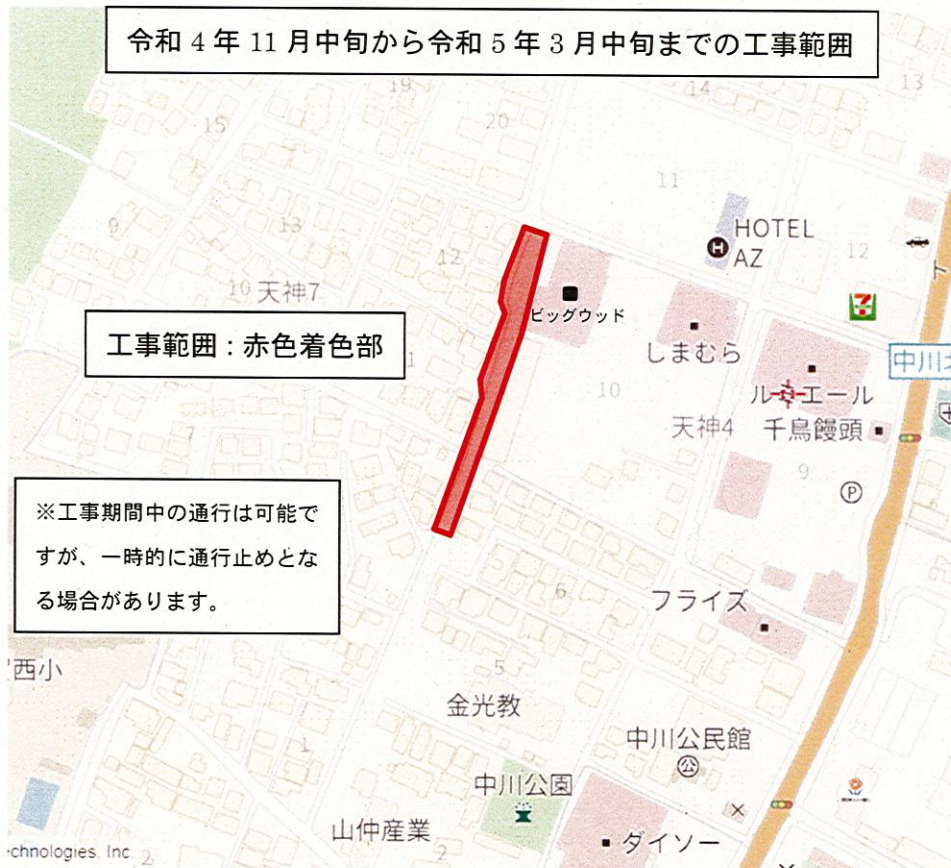 令和 4 年 11 月中旬から令和 5 年 3 月中旬までの工事範囲
19
14
13
15
20
11
9
13
12
HOTEL
AZ
12
10
天神7
ビッグウッド
工事範囲：赤色着色部
1
しまむら
中川
10
ル エール
7
天神4
千鳥饅頭
9
P
※工事期間中の通行は可能で
すが、一時的に通行止めとな
る場合があります。
6
フライズ
西小
5
金光教
1
中川公民館
公
中川公園
山仲産業
ダイソー
echnologies, Inc.
2
2